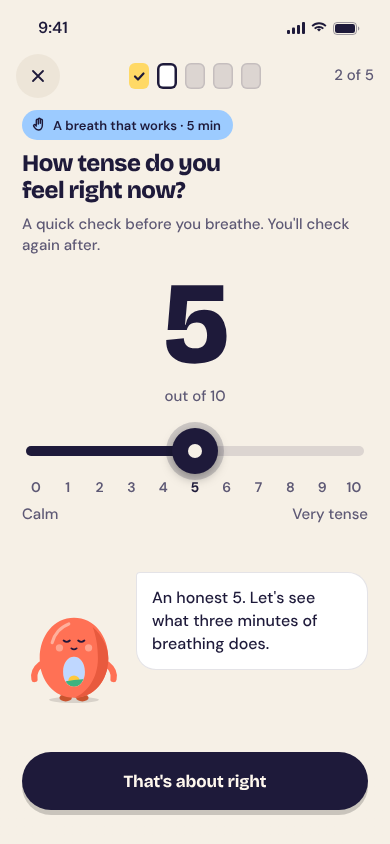 9:41
2 of 5
A breath that works · 5 min
How tense do you
feel right now?
A quick check before you breathe. You'll check
again after.
5
out of 10
0 1 2 3 4 5 6 7 8 9 10
Calm Very tense
An honest 5. Let's see
what three minutes of
breathing does.
That's about right